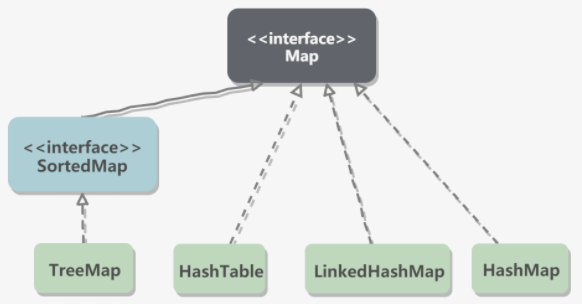 <<interface>>
Map
<<interface>>
SortedMap
TreeMap
HashTable
LinkedHashMap
HashMap